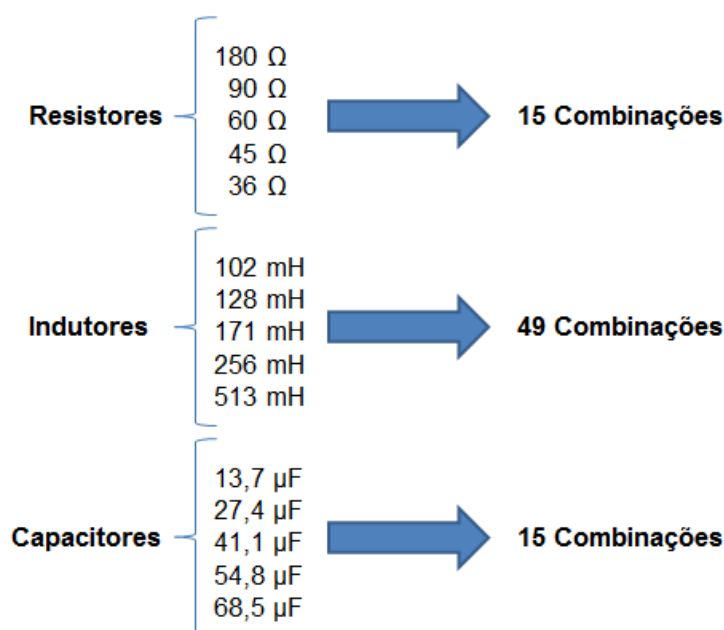 Resistores
180 Ω
90 Ω
60 Ω
45 Ω
36 Ω
15 Combinações
Indutores
102 mH
128 mH
171 mH
256 mH
513 mH
49 Combinações
Capacitores
13,7 µF
27,4 µF
41,1 µF
54,8 µF
68,5 µF
15 Combinações